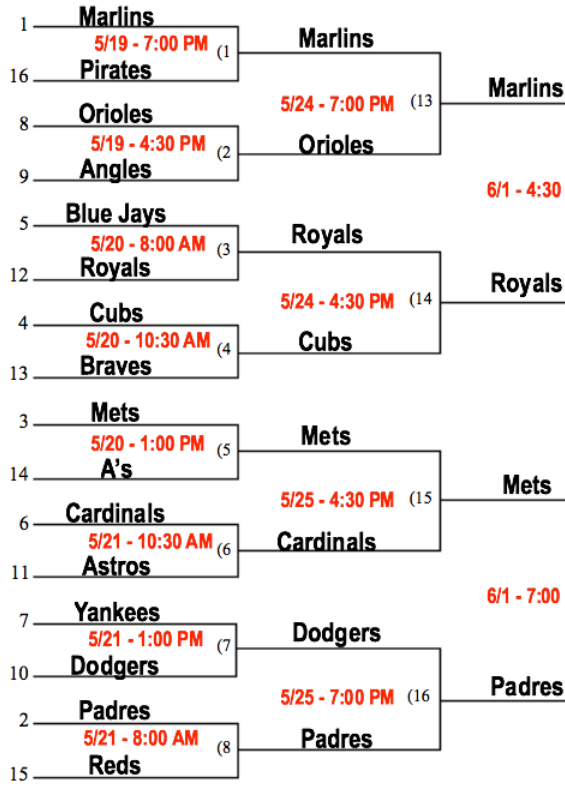 1 Marlins
5/19 - 7:00 PM (1
16 Pirates
Marlins
8 Orioles
5/19 - 4:30 PM (2
9 Angles
5/24 - 7:00 PM (13
Orioles
Marlins
5 Blue Jays
5/20 - 8:00 AM (3
12 Royals
Royals
4 Cubs
5/20 - 10:30 AM (4
13 Braves
5/24 - 4:30 PM (14
Cubs
6/1 - 4:30
Royals
3 Mets
5/20 - 1:00 PM (5
14 A's
Mets
6 Cardinals
5/21 - 10:30 AM (6
11 Astros
5/25 - 4:30 PM (15
Cardinals
Mets
7 Yankees
5/21 - 1:00 PM (7
10 Dodgers
Dodgers
2 Padres
5/21 - 8:00 AM (8
15 Reds
5/25 - 7:00 PM (16
Padres
6/1 - 7:00
Padres